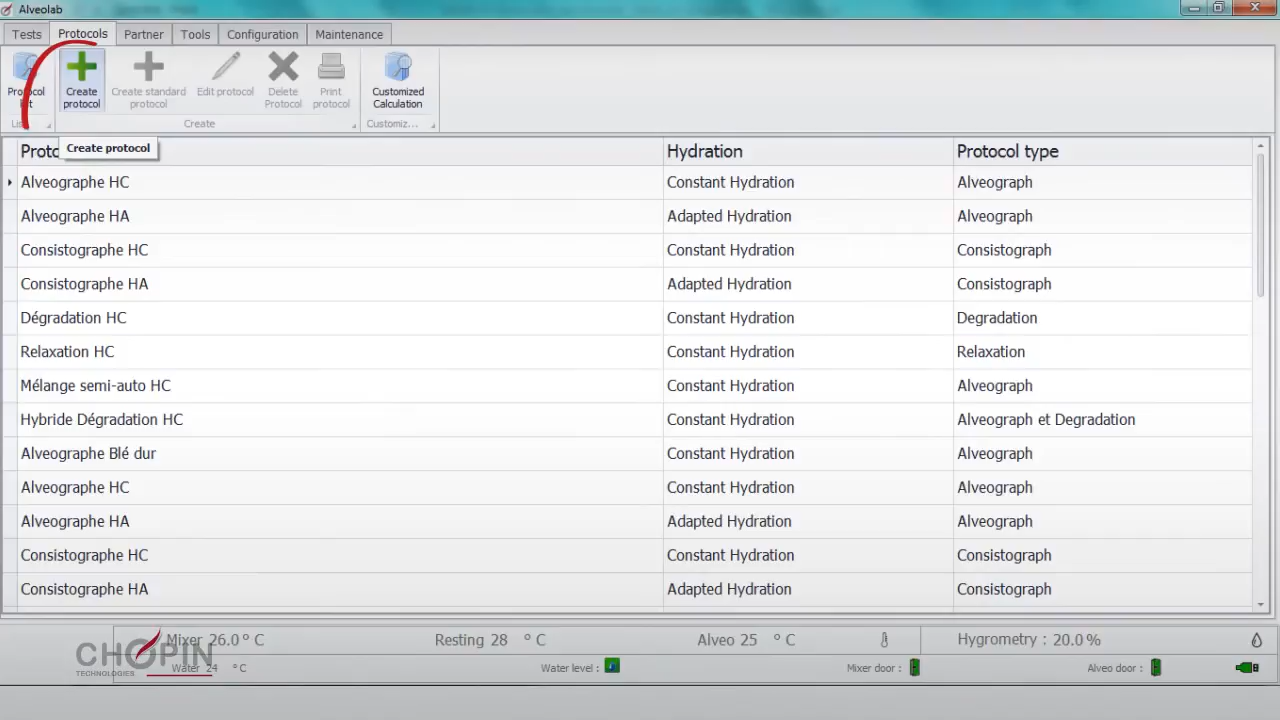 Alveolab
Tests Protocols Partner Tools Configuration Maintenance
Create protocol
Create standard protocol
Edit protocol
Delete Protocol
Print protocol
Customized Calculation
Create
Customiz...
Create protocol
Hydration Protocol type
Alveographe HC Constant Hydration Alveograph
Alveographe HA Adapted Hydration Alveograph
Consistographe HC Constant Hydration Consistograph
Consistographe HA Adapted Hydration Consistograph
Dégradation HC Constant Hydration Degradation
Relaxation HC Constant Hydration Relaxation
Mélange semi-auto HC Constant Hydration Alveograph
Hybride Dégradation HC Constant Hydration Alveograph et Degradation
Alveographe Blé dur Constant Hydration Alveograph
Alveographe HC Constant Hydration Alveograph
Alveographe HA Adapted Hydration Alveograph
Consistographe HC Constant Hydration Consistograph
Consistographe HA Adapted Hydration Consistograph
Mixer 26.0 ° C Resting 28 ° C Alveo 25 ° C Hygrometry : 20.0 %
CHOPIN
TECHNOLOGIES
Water 24 ° C Water level : Mixer door : Alveo door :